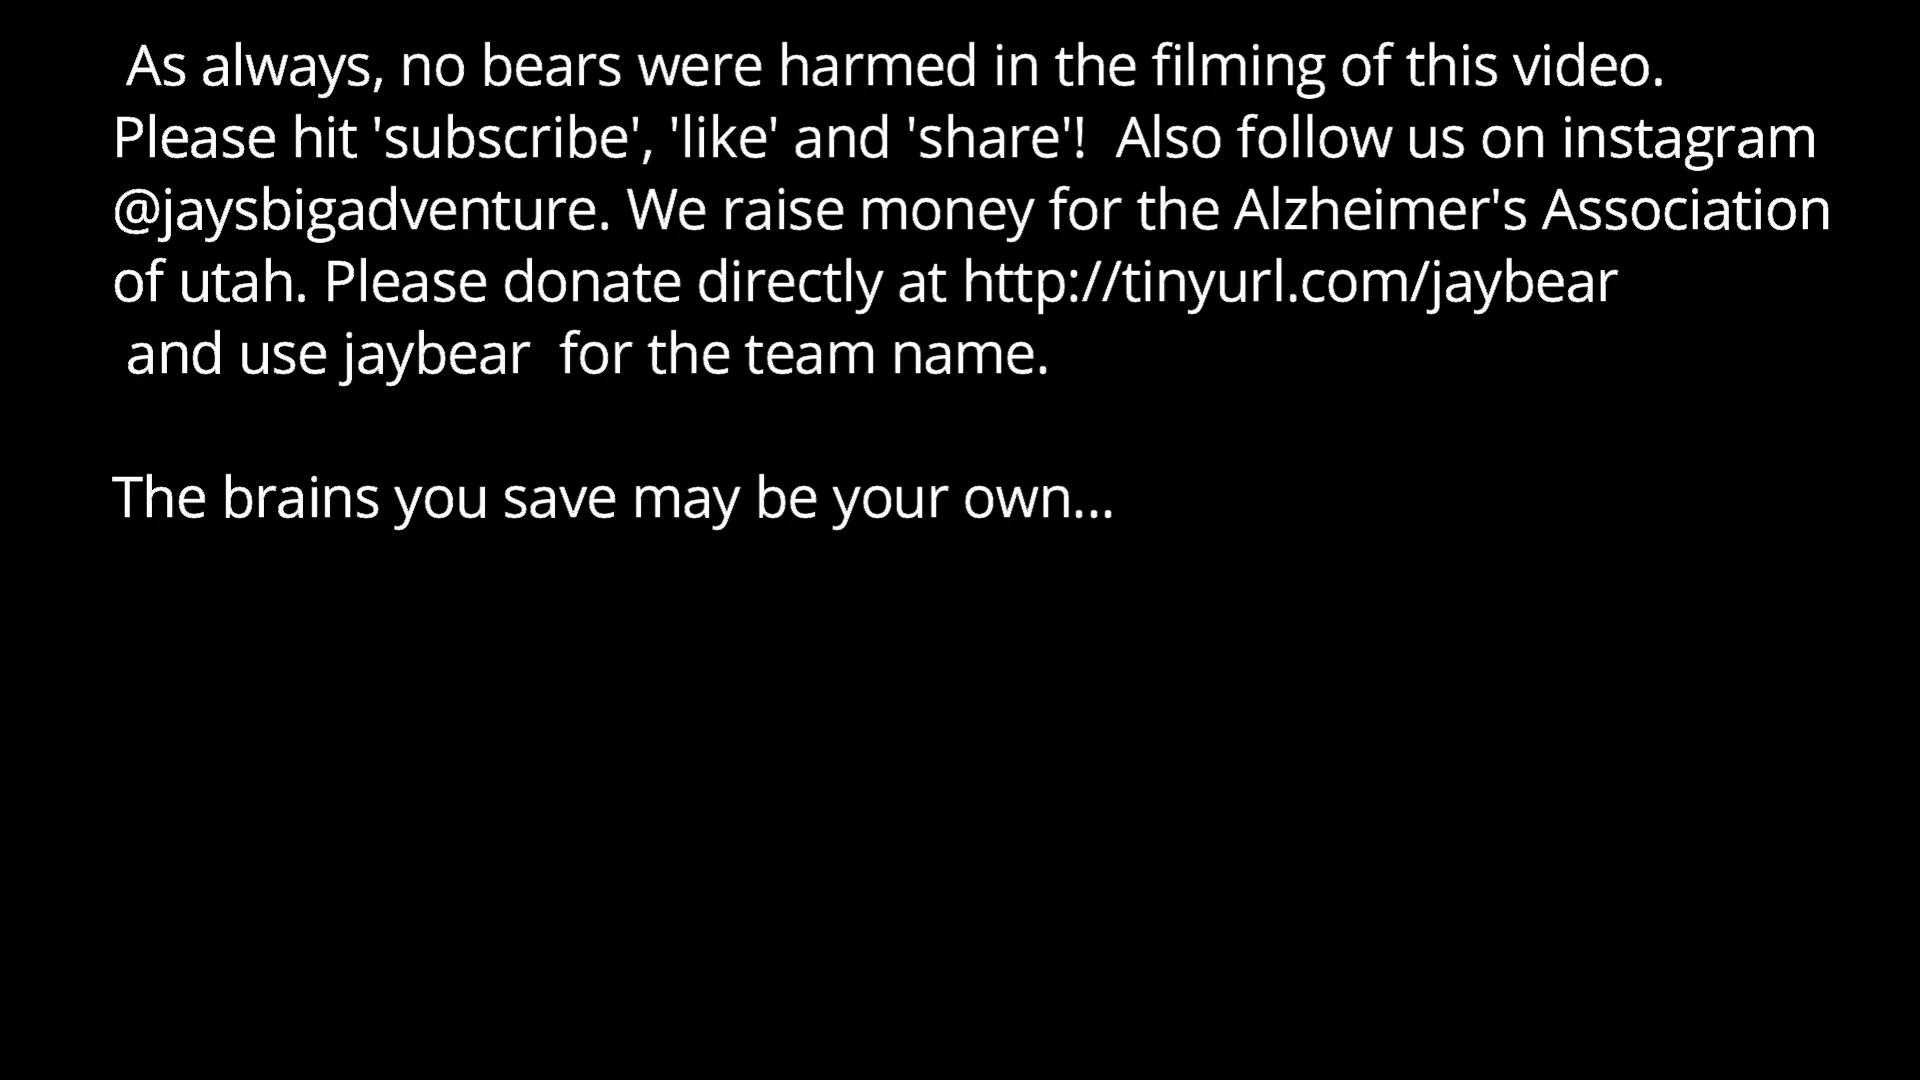 As always, no bears were harmed in the filming of this video.
Please hit 'subscribe', 'like' and 'share'!  Also follow us on instagram
@jaysbigadventure. We raise money for the Alzheimer's Association
of utah. Please donate directly at http://tinyurl.com/jaybear
and use jaybear  for the team name.
The brains you save may be your own...